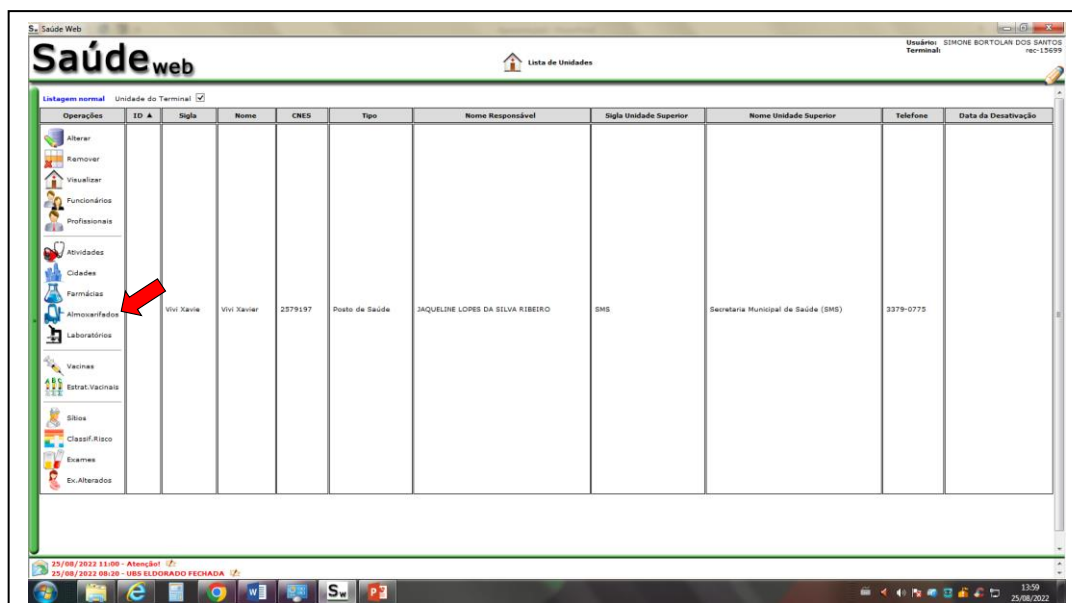 Saúde Web
Saúde web
Lista de Unidades
Usuário: SIMONE BORTOLAN DOS SANTOS
Terminal: rec-15699
Listagem normal Unidade do Terminal
Operações ID ▲ Sigla Nome CNES Tipo Nome Responsável Sigla Unidade Superior Nome Unidade Superior Telefone Data da Desativação
Alterar
Remover
Visualizar
Funcionários
Profissionais
Atividades
Cidades
Farmácias
Almoxarifados
Laboratórios
Vacinas
Estrat.Vacinais
Sítios
Classif.Risco
Exames
Ex.Alterados
Vivi Xavie Vivi Xavier 2579197 Posto de Saúde JAQUELINE LOPES DA SILVA RIBEIRO SMS Secretaria Municipal de Saúde (SMS) 3379-0775
25/08/2022 11:00 - Atenção!
25/08/2022 08:20 - UBS ELDORADO FECHADA
13:59
25/08/2022